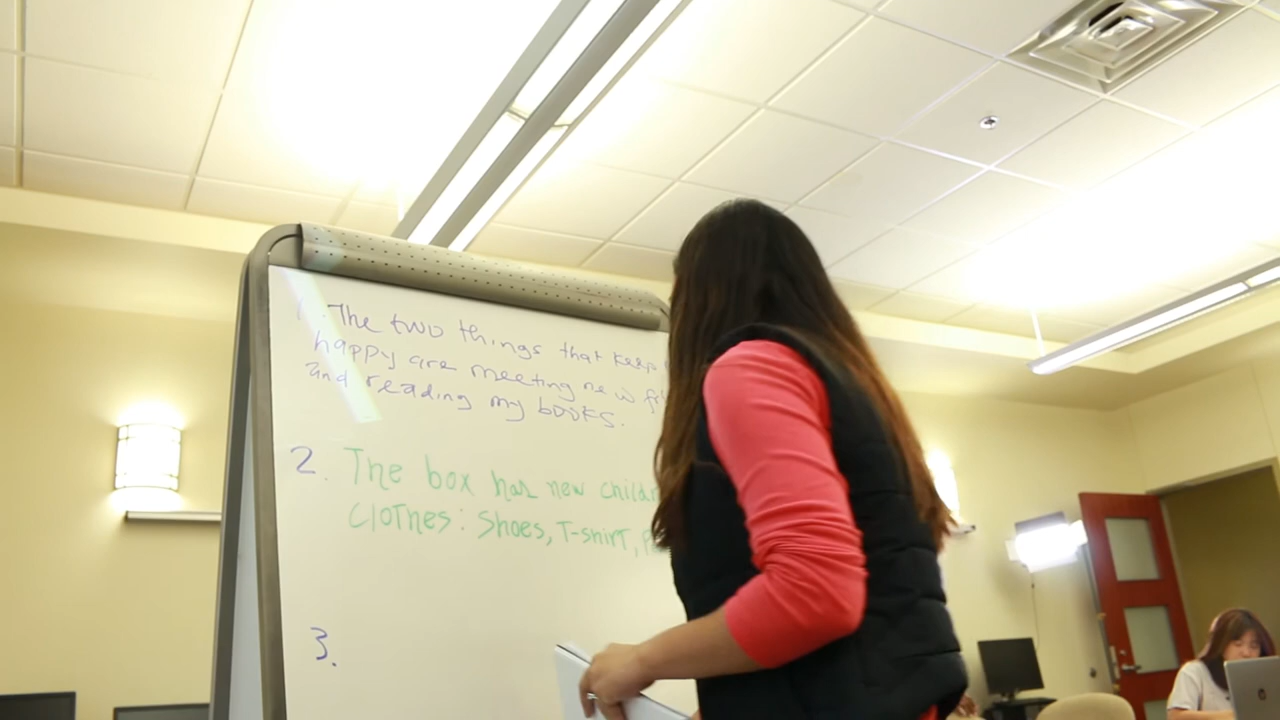 1. The two things that keep
happy are meeting new
and reading my books.
2. The box has new
clothes: shoes, T-shirt,
3.